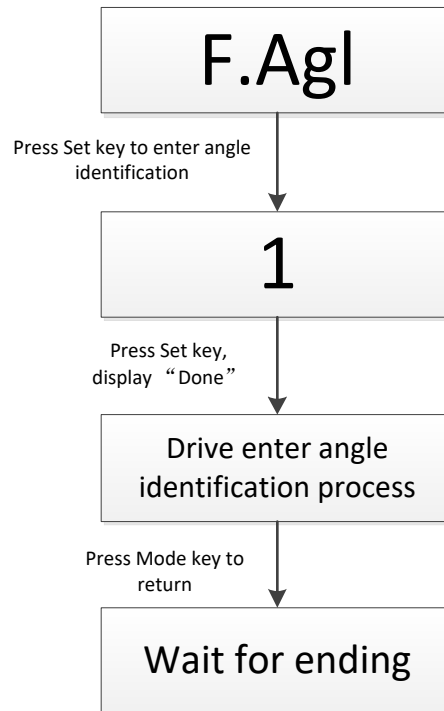 F.Agl
Press Set key to enter angle
identification
1
Press Set key,
display “Done”
Drive enter angle
identification process
Press Mode key to
return
Wait for ending